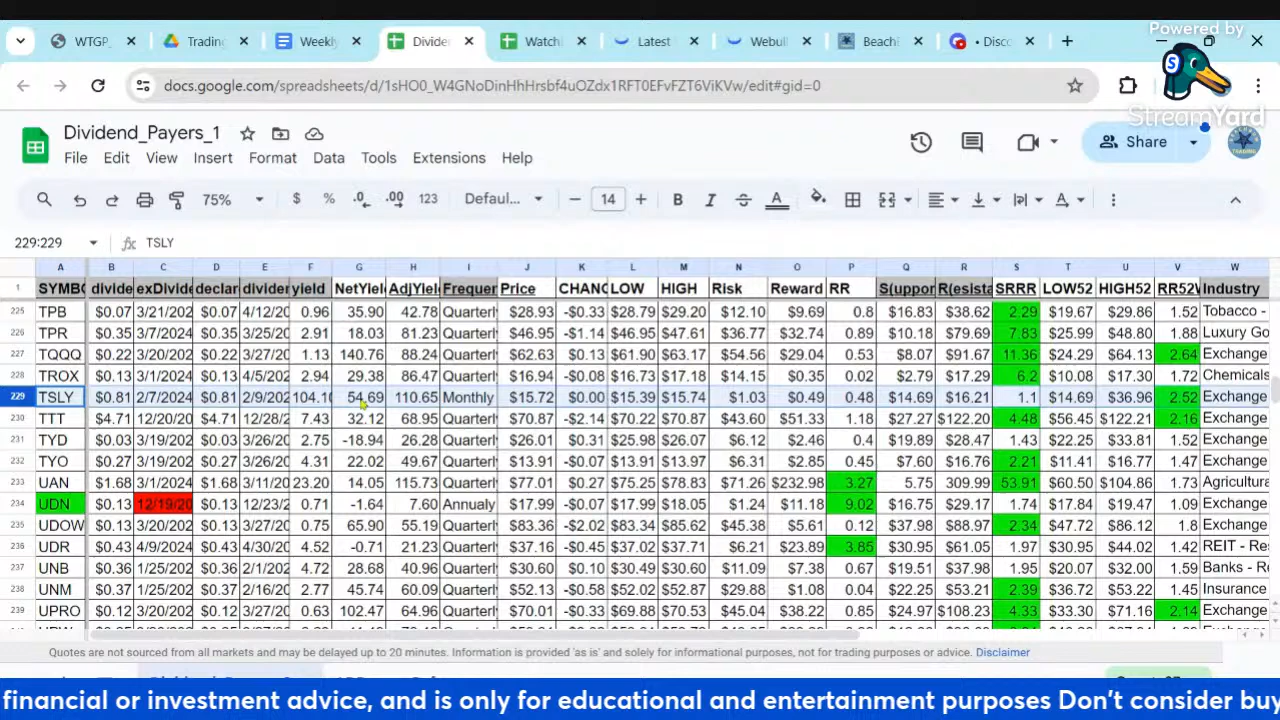 Powered by
StreamYard
WTGP_
Tradin
Weekly
Divide
Watch
Latest
Webull
Beach
• Disc
docs.google.com/spreadsheets/d/1sHO0_W4GNoDinHhHrsbf4uOZdx1RFT0EFvFZT6ViKVw/edit#gid=0
Dividend_Payers_1
File Edit View Insert Format Data Tools Extensions Help
Share
75% $ % .0 .00 123 Defaul... 14 B I A
229:229 fx TSLY
A B C D E F G H I J K L M N O P Q R S T U V W
1 SYMBO divide exDivide declar divider yield NetYiel AdjYiel Frequer Price CHANG LOW HIGH Risk Reward RR S(uppor R(esista SRRR LOW52 HIGH52 RR52W Industry
225 TPB $0.07 3/21/202 $0.07 4/12/20 0.96 35.90 42.78 Quarterl $28.93 -$0.33 $28.79 $29.20 $12.10 $9.69 0.8 $16.83 $38.62 2.29 $19.67 $29.86 1.52 Tobacco -
226 TPR $0.35 3/7/2024 $0.35 3/25/20 2.91 18.03 81.23 Quarterl $46.95 -$1.14 $46.95 $47.61 $36.77 $32.74 0.89 $10.18 $79.69 7.83 $25.99 $48.80 1.88 Luxury Go
227 TQQQ $0.22 3/20/202 $0.22 3/27/20 1.13 140.76 88.24 Quarterl $62.63 $0.13 $61.90 $63.17 $54.56 $29.04 0.53 $8.07 $91.67 11.36 $24.29 $64.13 2.64 Exchange
228 TROX $0.13 3/1/2024 $0.13 4/5/202 2.94 29.38 86.47 Quarterl $16.94 -$0.08 $16.73 $17.18 $14.15 $0.35 0.02 $2.79 $17.29 6.2 $10.08 $17.30 1.72 Chemicals
229 TSLY $0.81 2/7/2024 $0.81 2/9/202 104.10 54.69 110.65 Monthly $15.72 $0.00 $15.39 $15.74 $1.03 $0.49 0.48 $14.69 $16.21 1.1 $14.69 $36.96 2.52 Exchange
230 TTT $4.71 12/20/20 $4.71 12/28/2 7.43 32.12 68.95 Quarterl $70.87 -$2.14 $70.87 $70.91 $43.60 $51.33 1.18 $27.27 $122.20 4.48 $56.45 $122.21 2.16 Exchange
231 TYD $0.03 3/19/202 $0.03 3/26/20 2.75 -18.94 26.28 Quarterl $26.01 $0.31 $25.98 $26.07 $6.12 $2.46 0.4 $19.89 $28.47 1.43 $22.25 $33.81 1.52 Exchange
232 TYO $0.27 3/19/202 $0.27 3/26/20 4.31 22.02 49.67 Quarterl $13.91 -$0.07 $13.91 $13.97 $6.31 $2.85 0.45 $7.60 $16.76 2.21 $11.41 $16.77 1.47 Exchange
233 UAN $1.68 3/1/2024 $1.68 3/11/20 23.20 14.05 115.73 Quarterl $77.01 $0.27 $75.25 $78.83 $71.26 $232.98 3.27 5.75 309.99 53.91 $60.50 $104.86 1.73 Agricultura
234 UDN $0.13 12/19/20 $0.13 12/23/2 0.71 -1.64 7.60 Annualy $17.99 -$0.07 $17.99 $18.05 $1.24 $11.18 9.02 $16.75 $29.17 1.74 $17.84 $19.47 1.09 Exchange
235 UDOW $0.13 3/20/202 $0.13 3/27/20 0.75 65.90 55.19 Quarterl $83.36 -$2.02 $83.34 $85.62 $45.38 $5.61 0.12 $37.98 $88.97 2.34 $47.72 $86.12 1.8 Exchange
236 UDR $0.43 4/9/2024 $0.43 4/30/20 4.52 -0.71 21.23 Quarterl $37.16 -$0.45 $37.02 $37.71 $6.21 $23.89 3.85 $30.95 $61.05 1.97 $30.95 $44.02 1.42 REIT - Res
237 UNB $0.36 1/25/202 $0.36 2/1/202 4.72 28.68 40.96 Quarterl $30.60 $0.10 $30.49 $30.60 $11.09 $7.38 0.67 $19.51 $37.98 1.95 $20.07 $32.00 1.59 Banks - Re
238 UNM $0.37 1/25/202 $0.37 2/16/20 2.77 45.74 60.09 Quarterl $52.13 -$0.58 $52.02 $52.87 $29.88 $1.08 0.04 $22.25 $53.21 2.39 $36.72 $53.22 1.45 Insurance
239 UPRO $0.12 3/20/202 $0.12 3/27/20 0.63 102.47 64.96 Quarterl $70.01 -$0.33 $69.88 $70.53 $45.04 $38.22 0.85 $24.97 $108.23 4.33 $33.30 $71.16 2.14 Exchange
Quotes are not sourced from all markets and may be delayed up to 20 minutes. Information is provided 'as is' and solely for informational purposes, not for trading purposes or advice. Disclaimer
financial or investment advice, and is only for educational and entertainment purposes Don't consider buy